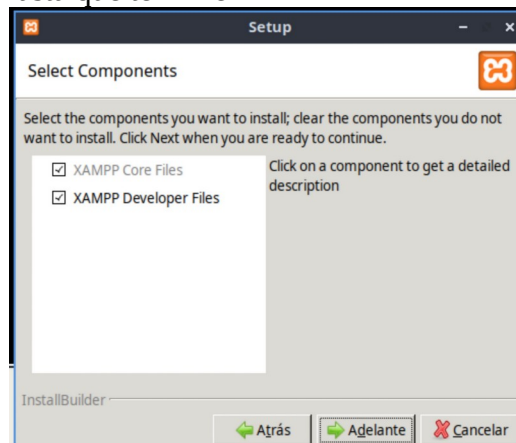 Setup
Select Components
Select the components you want to install; clear the components you do not
want to install. Click Next when you are ready to continue.
XAMPP Core Files
XAMPP Developer Files
Click on a component to get a detailed
description
InstallBuilder
Atrás
Adelante
Cancelar